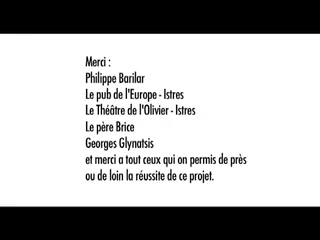 Merci :
Philippe Barilar
Le pub de l'Europe - Istres
Le Théâtre de l'Olivier - Istres
Le père Brice
Georges Glynatsis
et merci a tout ceux qui on permis de près
ou de loin la réussite de ce projet.